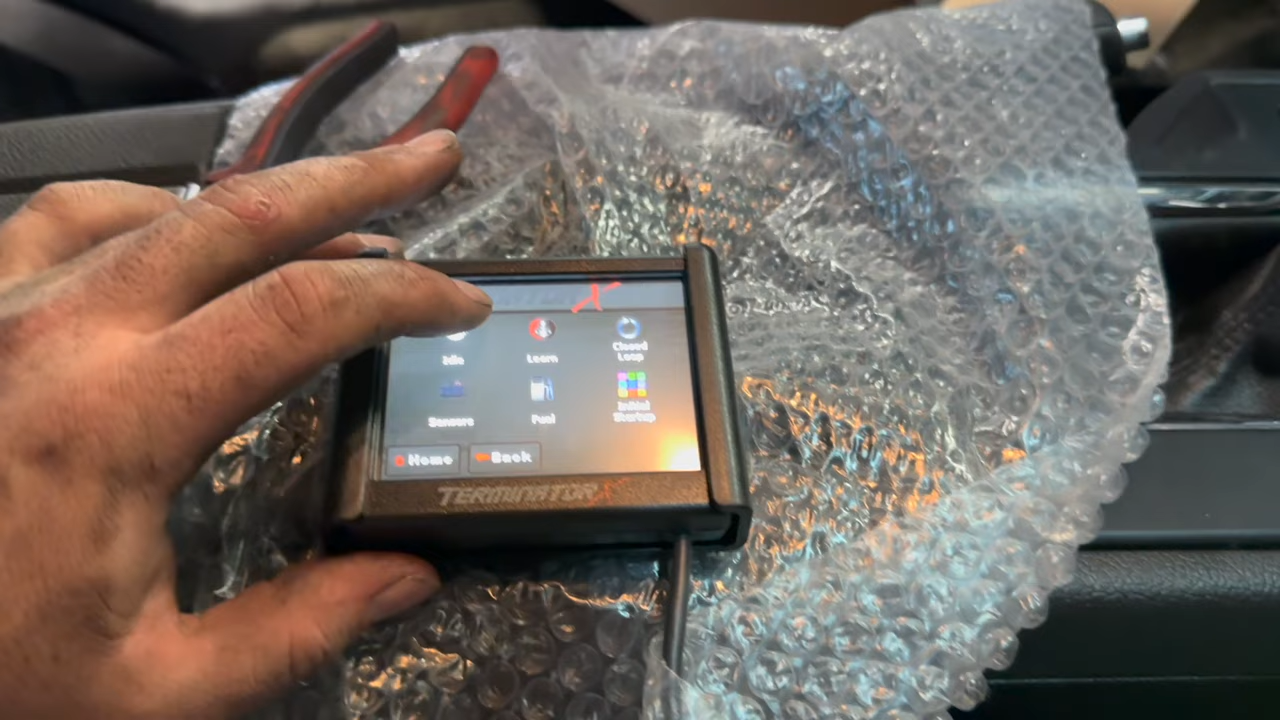 X
Idle
Learn
Closed
Loop
Sensors
Fuel
Initial
Startup
Home
Back
TERMINATOR X